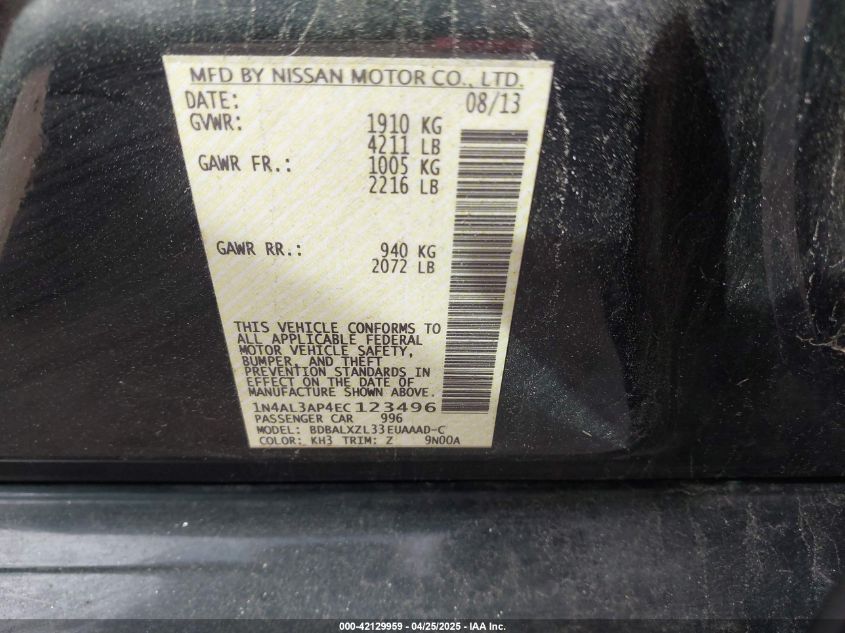 MFD BY NISSAN MOTOR CO., LTD.
DATE: 08/13
GVWR: 1910 KG
4211 LB
GAWR FR.: 1005 KG
2216 LB
GAWR RR.: 940 KG
2072 LB
THIS VEHICLE CONFORMS TO
ALL APPLICABLE FEDERAL
MOTOR VEHICLE SAFETY,
BUMPER, AND THEFT
PREVENTION STANDARDS IN
EFFECT ON THE DATE OF
MANUFACTURE SHOWN ABOVE.
1N4AL3AP4EC123496
PASSENGER CAR 996
MODEL: BDBALXZL33EUAAAD-C
COLOR: KH3 TRIM: Z 9N00A
000-42129959 - 04/25/2025 - IAA Inc.